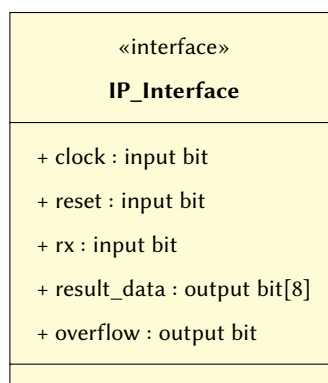 «interface»
IP_Interface
+ clock : input bit
+ reset : input bit
+ rx : input bit
+ result_data : output bit[8]
+ overflow : output bit